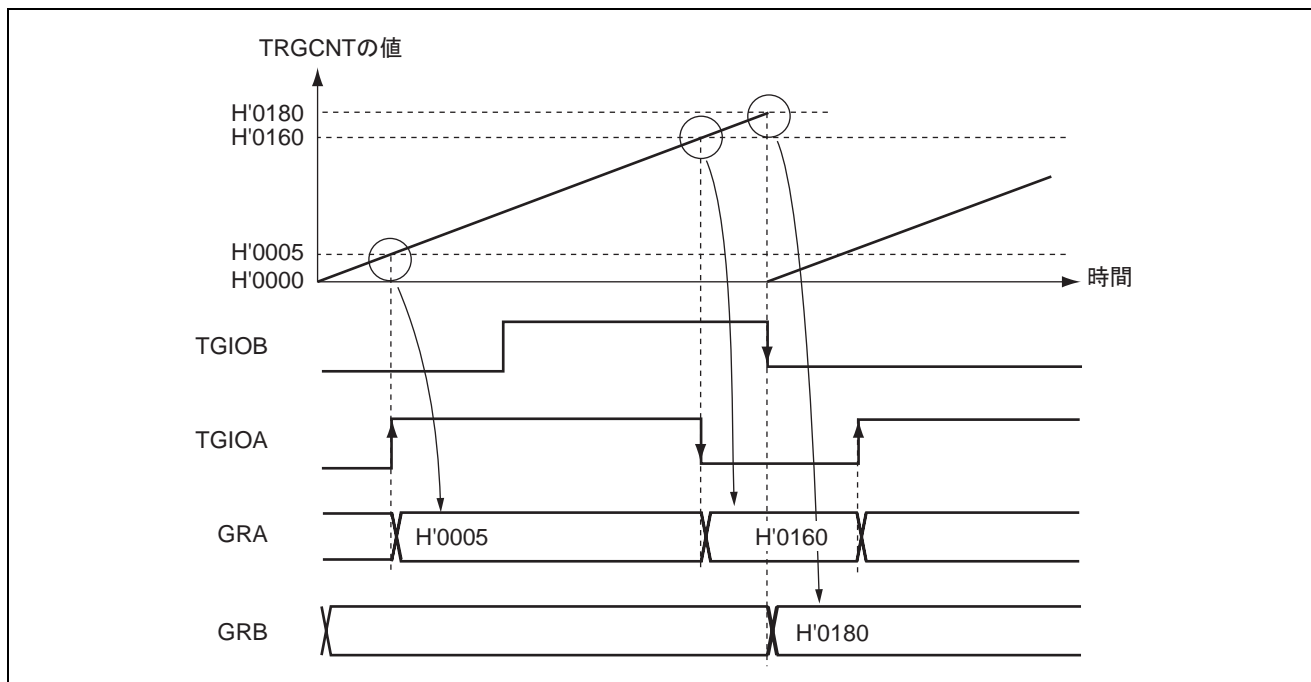 TRGCNTの値
H'0180
H'0160
H'0005
H'0000
時間
TGIOB
TGIOA
GRA
H'0005
H'0160
GRB
H'0180